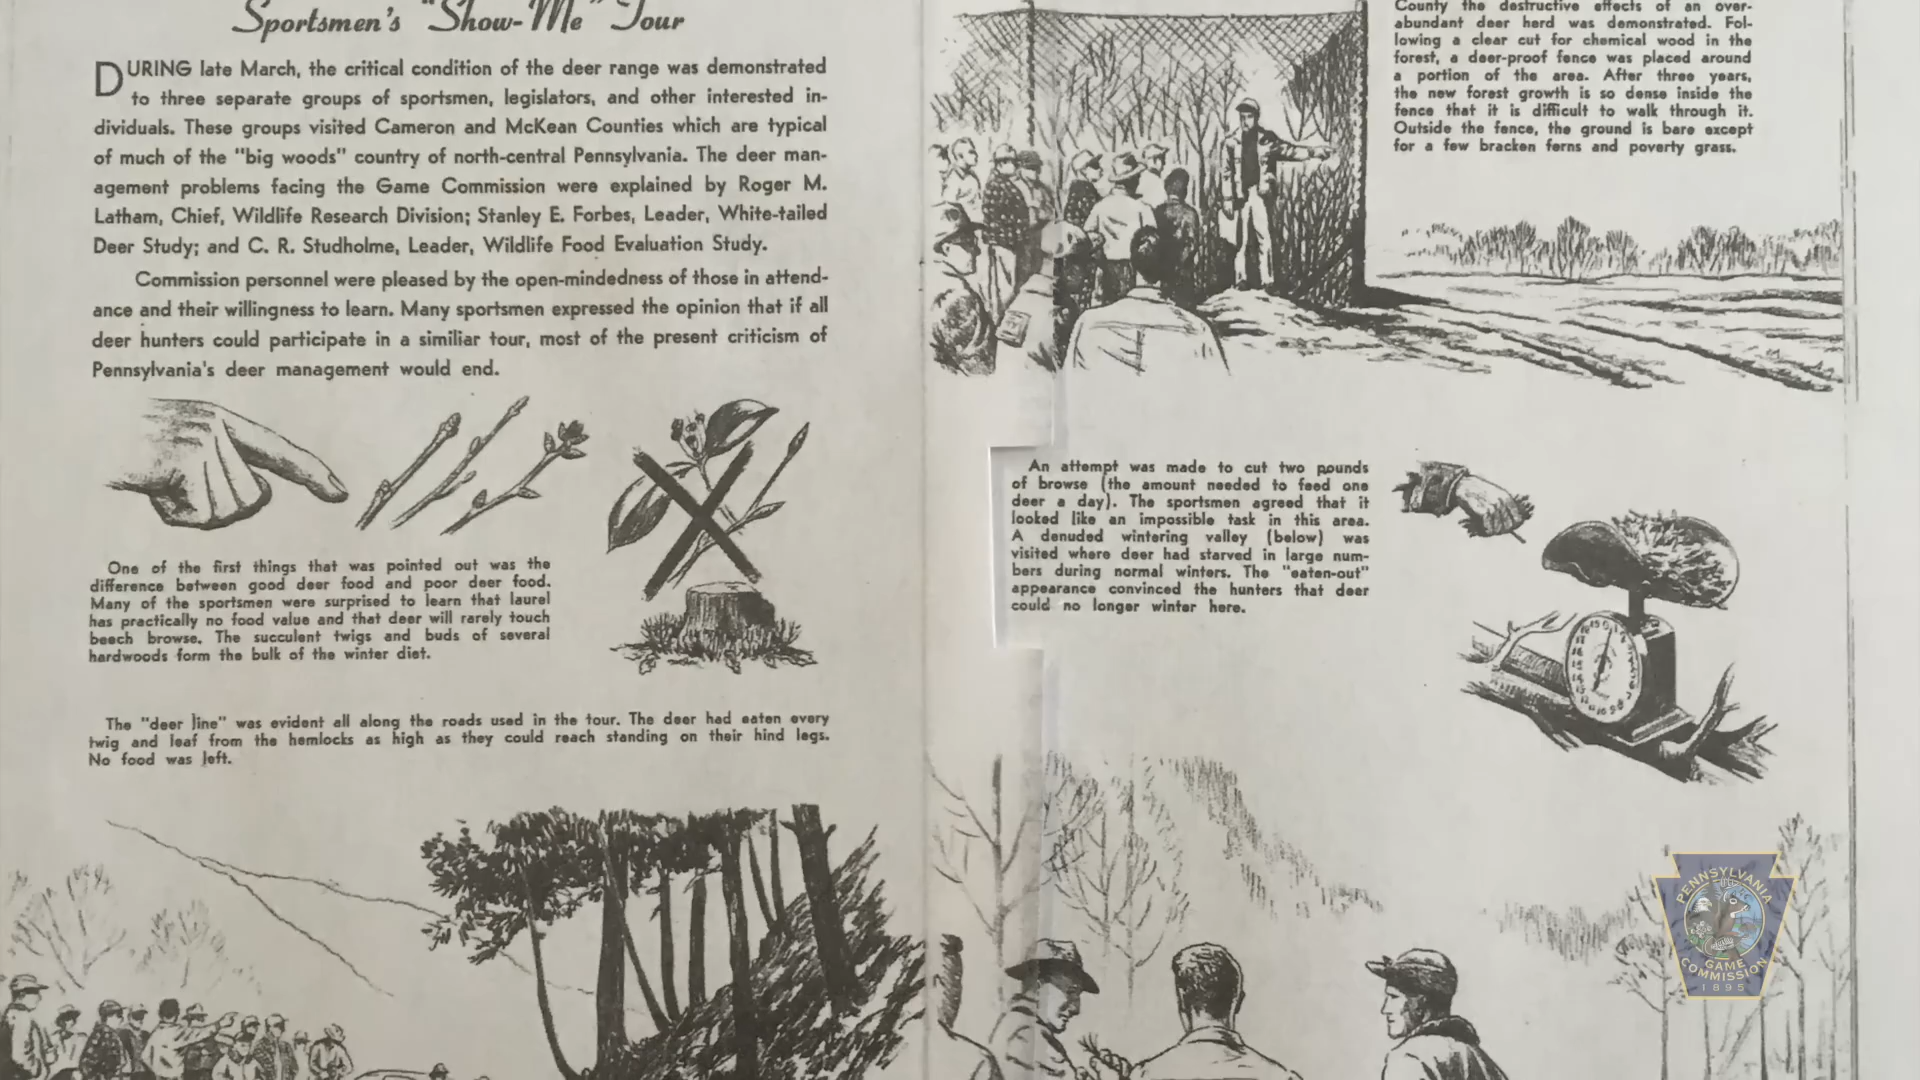 Sportsmen's "Show-Me" Tour
DURING late March, the critical condition of the deer range was demonstrated
to three separate groups of sportsmen, legislators, and other interested in-
dividuals. These groups visited Cameron and McKean Counties which are typical
of much of the "big woods" country of north-central Pennsylvania. The deer man-
agement problems facing the Game Commission were explained by Roger M.
Latham, Chief, Wildlife Research Division; Stanley E. Forbes, Leader, White-tailed
Deer Study; and C. R. Studholme, Leader, Wildlife Food Evaluation Study.
Commission personnel were pleased by the open-mindedness of those in attend-
ance and their willingness to learn. Many sportsmen expressed the opinion that if all
deer hunters could participate in a similiar tour, most of the present criticism of
Pennsylvania's deer management would end.
One of the first things that was pointed out was the
difference between good deer food and poor deer food.
Many of the sportsmen were surprised to learn that laurel
has practically no food value and that deer will rarely touch
beech browse. The succulent twigs and buds of several
hardwoods form the bulk of the winter diet.
The "deer line" was evident all along the roads used in the tour. The deer had eaten every
twig and leaf from the hemlocks as high as they could reach standing on their hind legs.
No food was left.
County the destructive effects of an over-
abundant deer herd was demonstrated. Fol-
lowing a clear cut for chemical wood in the
forest, a deer-proof fence was placed around
a portion of the area. After three years,
the new forest growth is so dense inside the
fence that it is difficult to walk through it.
Outside the fence, the ground is bare except
for a few bracken ferns and poverty grass.
An attempt was made to cut two pounds
of browse (the amount needed to feed one
deer a day). The sportsmen agreed that it
looked like an impossible task in this area.
A denuded wintering valley (below) was
visited where deer had starved in large num-
bers during normal winters. The "eaten-out"
appearance convinced the hunters that deer
could no longer winter here.
PENNSYLVANIA
GAME
COMMISSION
1895